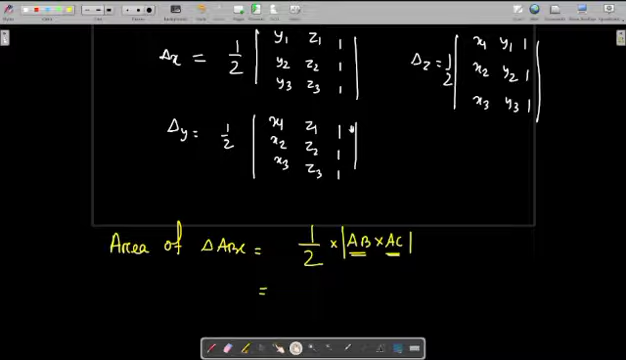 Δx = 1/2 | y1 z1 1 |
| y2 z2 1 |
| y3 z3 1 |
Δz = 1/2 | x1 y1 1 |
| x2 y2 1 |
| x3 y3 1 |
Δy = 1/2 | x1 z1 1 |
| x2 z2 1 |
| x3 z3 1 |
Area of Δ ABC = 1/2 × | AB × AC |
=